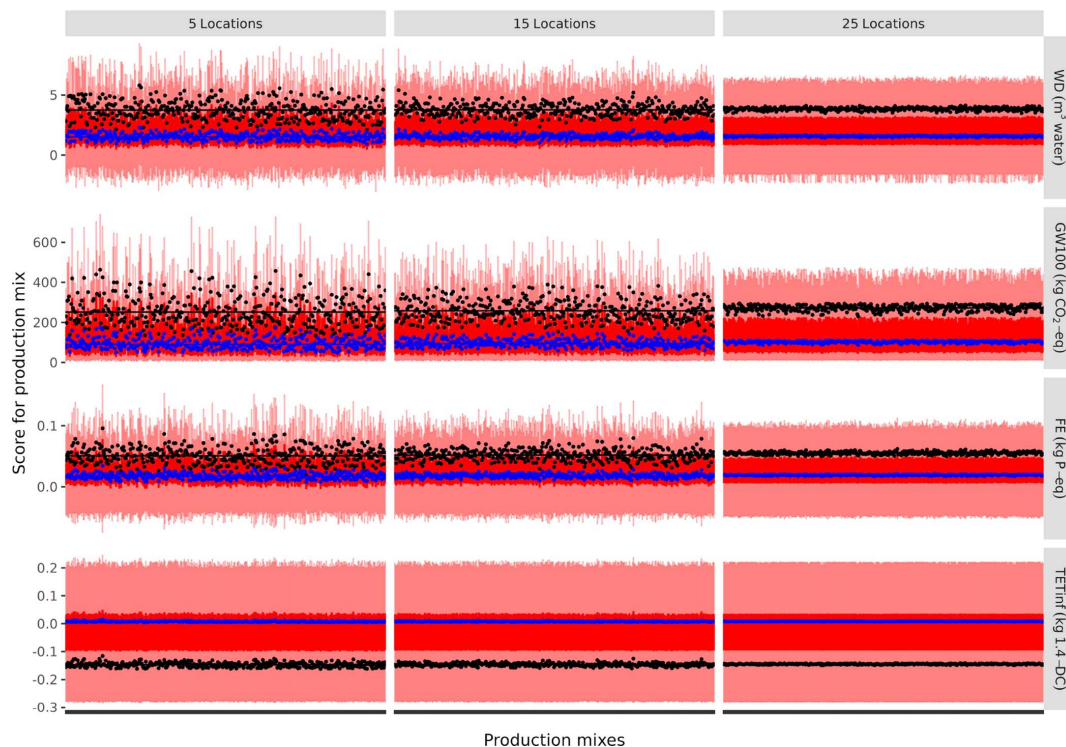 5 Locations
15 Locations
25 Locations
5
0
WD (m³ water)
600
400
200
0
GW100 (kg CO₂−eq)
0.1
0.0
FE (kg P−eq)
0.2
0.1
0.0
-0.1
-0.2
-0.3
TETinf (kg 1.4−DC)
Score for production mix
Production mixes